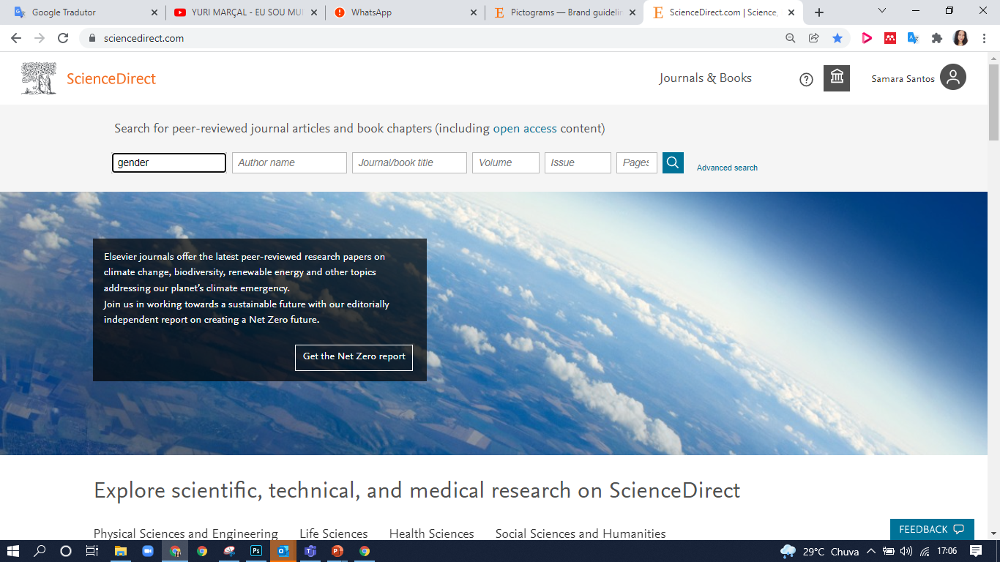 Google Tradutor
YURI MARÇAL - EU SOU MU
WhatsApp
Pictograms — Brand guidelin
ScienceDirect.com | Science,
sciencedirect.com
ScienceDirect
Journals & Books
Samara Santos
Search for peer-reviewed journal articles and book chapters (including open access content)
gender
Author name
Journal/book title
Volume
Issue
Pages
Advanced search
Elsevier journals offer the latest peer-reviewed research papers on
climate change, biodiversity, renewable energy and other topics
addressing our planet's climate emergency.
Join us in working towards a sustainable future with our editorially
independent report on creating a Net Zero future.
Get the Net Zero report
Explore scientific, technical, and medical research on ScienceDirect
Physical Sciences and Engineering
Life Sciences
Health Sciences
Social Sciences and Humanities
FEEDBACK
29°C Chuva
17:06